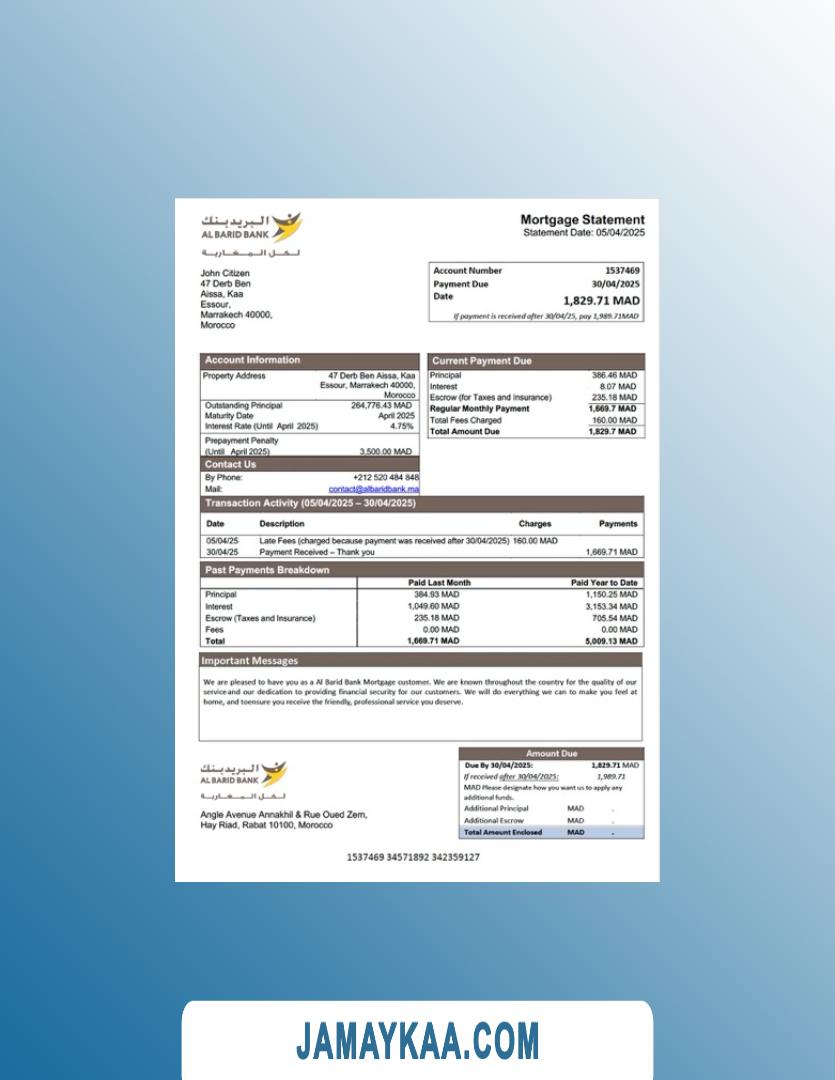 البريد بنك
AL BARID BANK
لـكـل الـمـغـاربـة
Mortgage Statement
Statement Date: 05/04/2025
John Citizen
47 Derb Ben
Aissa, Kaa
Essour,
Marrakech 40000,
Morocco
Account Number 1537469
Payment Due 30/04/2025
Date 1,829.71 MAD
If payment is received after 30/04/25, pay 1,989.71MAD
Account Information
Property Address 47 Derb Ben Aissa, Kaa
Essour, Marrakech 40000,
Morocco
Outstanding Principal 264,776.43 MAD
Maturity Date April 2025
Interest Rate (Until April 2025) 4.75%
Prepayment Penalty
(Until April 2025) 3,500.00 MAD
Current Payment Due
Principal 386.46 MAD
Interest 8.07 MAD
Escrow (for Taxes and Insurance) 235.18 MAD
Regular Monthly Payment 1,669.7 MAD
Total Fees Charged 160.00 MAD
Total Amount Due 1,829.7 MAD
Contact Us
By Phone: +212 520 484 848
Mail: contact@albaridbank.ma
Transaction Activity (05/04/2025 – 30/04/2025)
Date Description Charges Payments
05/04/25 Late Fees (charged because payment was received after 30/04/2025) 160.00 MAD
30/04/25 Payment Received – Thank you 1,669.71 MAD
Past Payments Breakdown
Paid Last Month Paid Year to Date
Principal 384.93 MAD 1,150.25 MAD
Interest 1,049.60 MAD 3,153.34 MAD
Escrow (Taxes and Insurance) 235.18 MAD 705.54 MAD
Fees 0.00 MAD 0.00 MAD
Total 1,669.71 MAD 5,009.13 MAD
Important Messages
We are pleased to have you as a Al Barid Bank Mortgage customer. We are known throughout the country for the quality of our
service and our dedication to providing financial security for our customers. We will do everything we can to make you feel at
home, and toensure you receive the friendly, professional service you deserve.
البريد بنك
AL BARID BANK
لـكـل الـمـغـاربـة
Angle Avenue Annakhil & Rue Oued Zem,
Hay Riad, Rabat 10100, Morocco
Amount Due
Due By 30/04/2025: 1,829.71 MAD
If received after 30/04/2025: 1,989.71
MAD Please designate how you want us to apply any
additional funds.
Additional Principal MAD .
Additional Escrow MAD .
Total Amount Enclosed MAD .
1537469 34571892 342359127
JAMAYKAA.COM